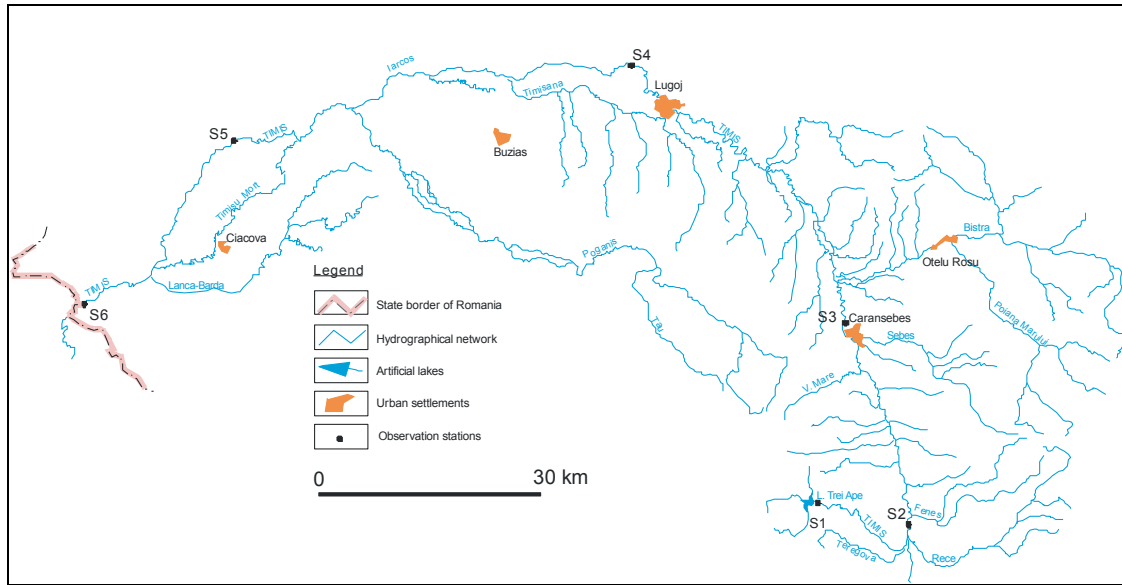 S4
Iarcos
Lugoj
Timisana
S5
TIMIS
TIMIS
Buzias
Timisu Mort
Bistra
Ciacova
Otelu Rosu
Poganis
Legend
Lanca-Barda
TIMIS
S6
State border of Romania
Poiana Marului
S3
Caransebes
Sebes
Tau
Hydrographical network
Artificial lakes
V. Mare
Urban settlements
Observation stations
0
30 km
L. Trei Ape
S1
TIMIS
S2
Fenes
Teregova
Rece